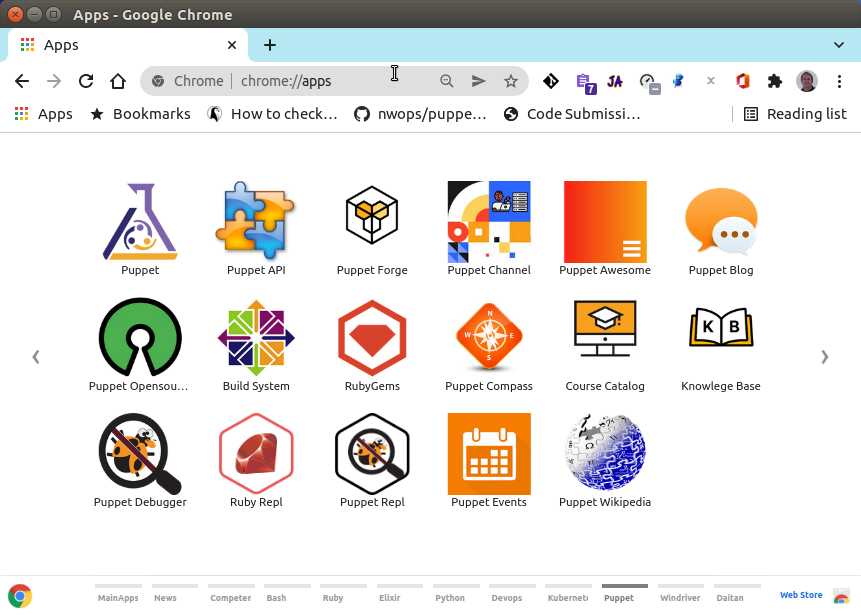 Apps - Google Chrome
Apps
Chrome chrome://apps
7
JA
Apps Bookmarks How to check... nwops/puppe... Code Submissi... Reading list
Puppet Puppet API Puppet Forge Puppet Channel Puppet Awesome Puppet Blog
N
W E
S
K B
Puppet Opensou... Build System RubyGems Puppet Compass Course Catalog Knowlege Base
Puppet Debugger Ruby Repl Puppet Repl Puppet Events Puppet Wikipedia
MainApps News Competer Bash Ruby Elixir Python Devops Kuberneti Puppet Windriver Daitan Web Store